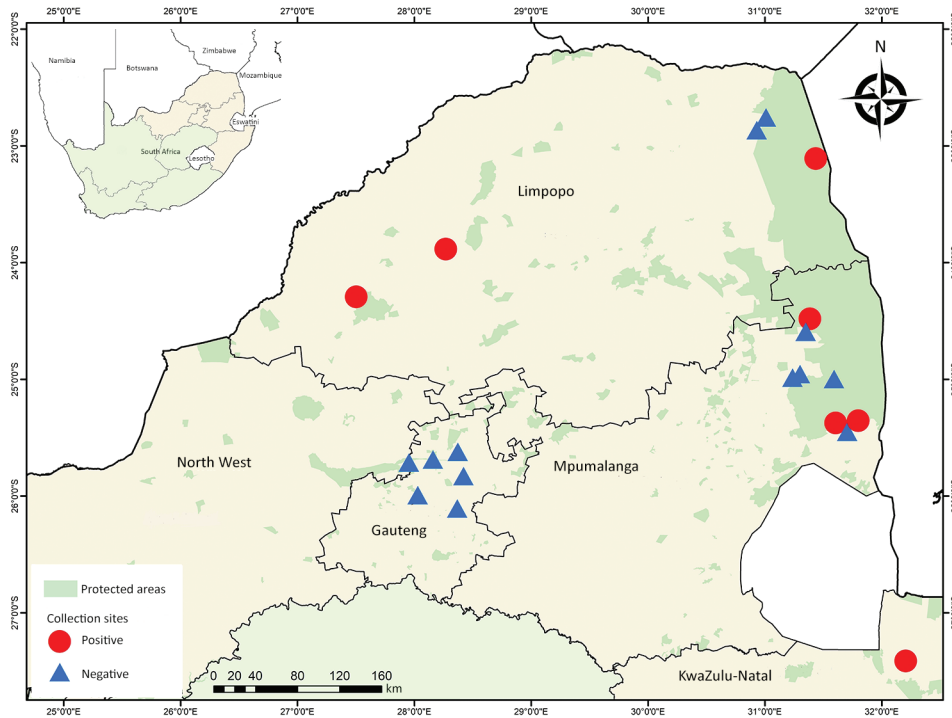 25°0'0"E 26°0'0"E 27°0'0"E 28°0'0"E 29°0'0"E 30°0'0"E 31°0'0"E 32°0'0"E
22°0'0"S
23°0'0"S
24°0'0"S
25°0'0"S
26°0'0"S
27°0'0"S
Namibia
Botswana
Zimbabwe
Mozambique
Eswatini
South Africa
Lesotho
N
Limpopo
North West
Mpumalanga
Gauteng
KwaZulu-Natal
Protected areas
Collection sites
Positive
Negative
0 20 40 80 120 160
km
25°0'0"E 26°0'0"E 27°0'0"E 28°0'0"E 29°0'0"E 30°0'0"E 31°0'0"E 32°0'0"E